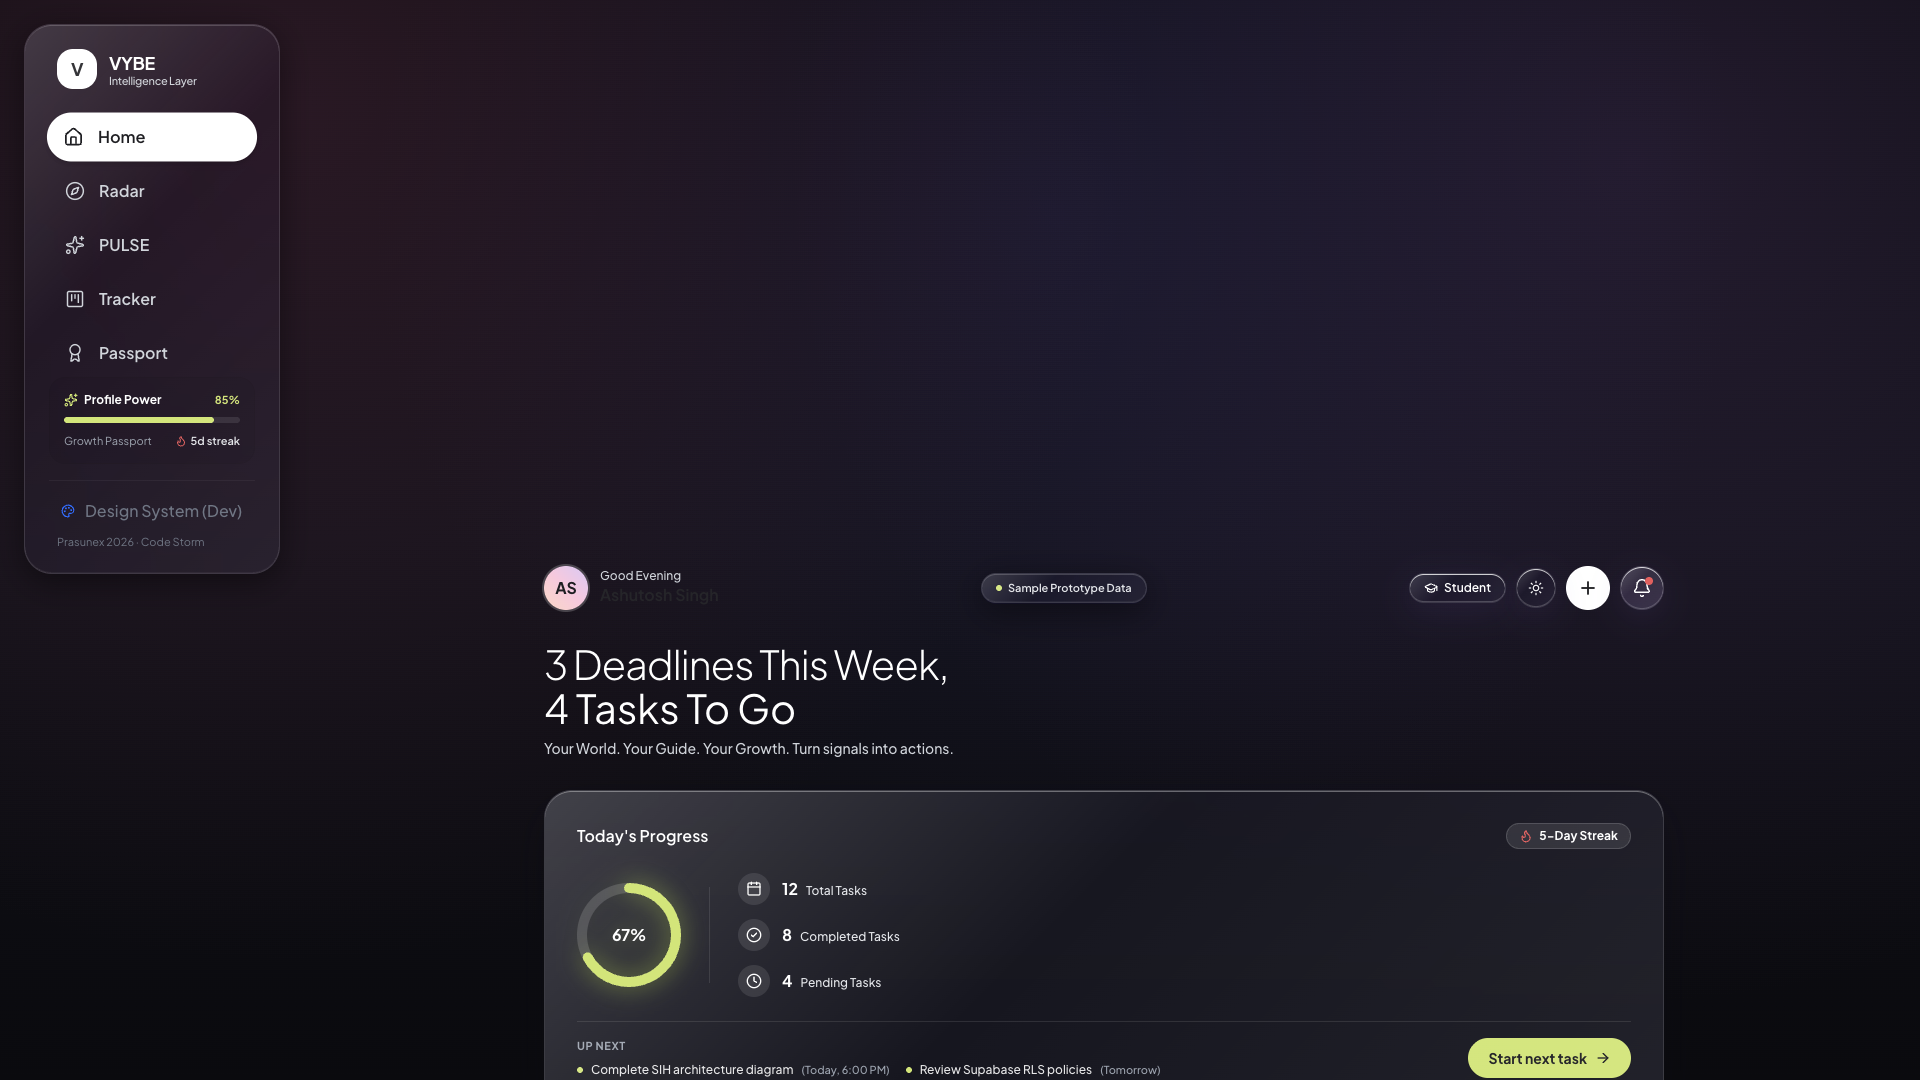 V
VYBE
Intelligence Layer
Home
Radar
PULSE
Tracker
Passport
Profile Power 85%
Growth Passport 5d streak
Design System (Dev)
Prasunex 2026 · Code Storm
AS
Good Evening
Ashutosh Singh
Sample Prototype Data
Student
3 Deadlines This Week,
4 Tasks To Go
Your World. Your Guide. Your Growth. Turn signals into actions.
Today's Progress
5-Day Streak
67%
12 Total Tasks
8 Completed Tasks
4 Pending Tasks
UP NEXT
Complete SIH architecture diagram (Today, 6:00 PM) Review Supabase RLS policies (Tomorrow)
Start next task